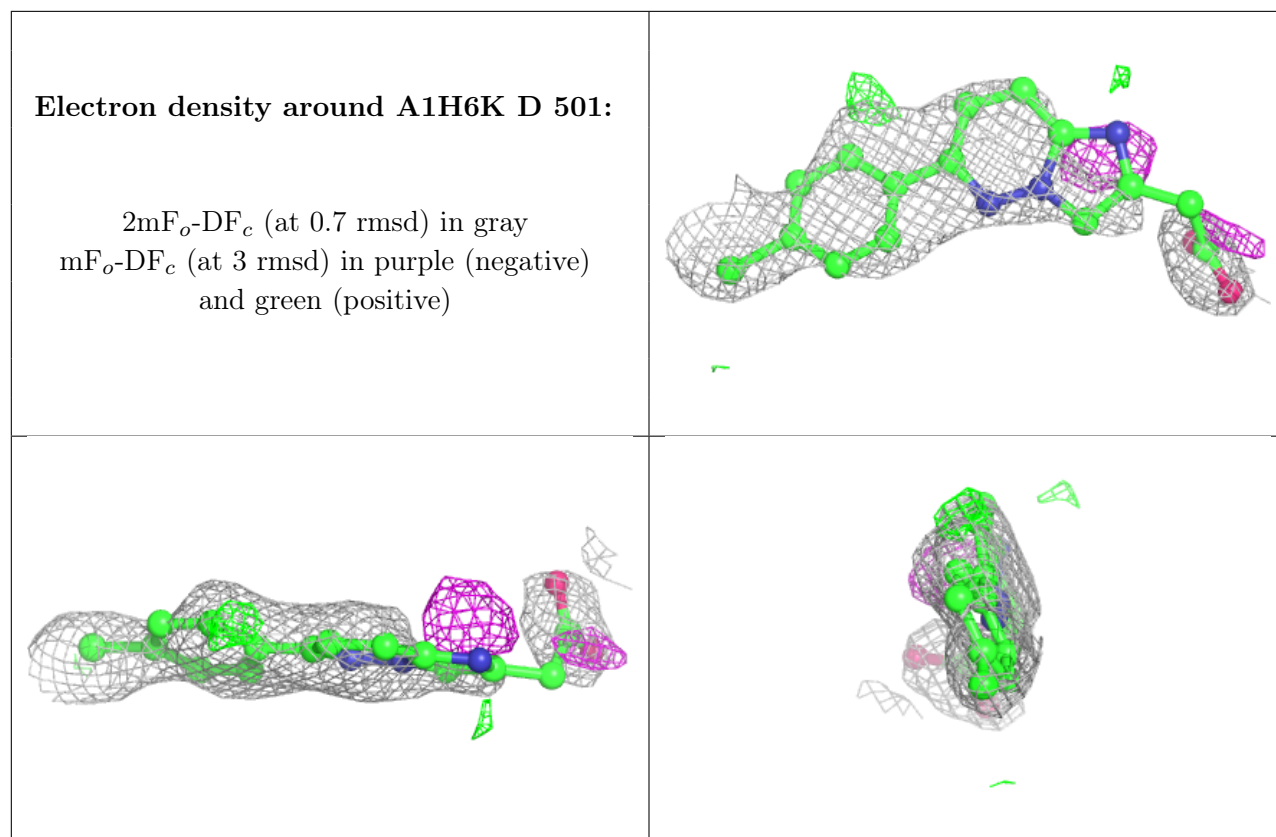 Electron density around A1H6K D 501:
2mFo-DFc (at 0.7 rmsd) in gray
mFo-DFc (at 3 rmsd) in purple (negative)
and green (positive)